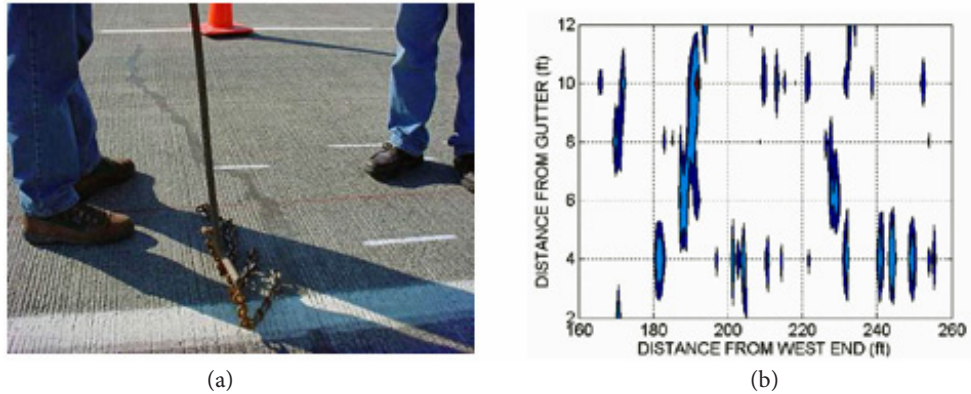 12
10
8
6
4
2
160 180 200 220 240 260
DISTANCE FROM GUTTER (ft)
DISTANCE FROM WEST END (ft)
(a) (b)